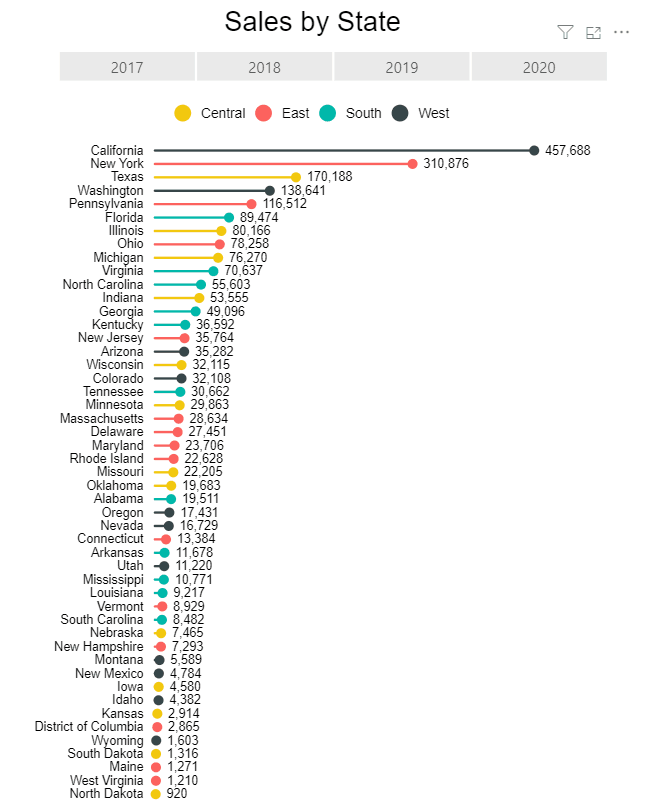 Sales by State
2017 2018 2019 2020
Central East South West
California 457,688
New York 310,876
Texas 170,188
Washington 138,641
Pennsylvania 116,512
Florida 89,474
Illinois 80,166
Ohio 78,258
Michigan 76,270
Virginia 70,637
North Carolina 55,603
Indiana 53,555
Georgia 49,096
Kentucky 36,592
New Jersey 35,764
Arizona 35,282
Wisconsin 32,115
Colorado 32,108
Tennessee 30,662
Minnesota 29,863
Massachusetts 28,634
Delaware 27,451
Maryland 23,706
Rhode Island 22,628
Missouri 22,205
Oklahoma 19,683
Alabama 19,511
Oregon 17,431
Nevada 16,729
Connecticut 13,384
Arkansas 11,678
Utah 11,220
Mississippi 10,771
Louisiana 9,217
Vermont 8,929
South Carolina 8,482
Nebraska 7,465
New Hampshire 7,293
Montana 5,589
New Mexico 4,784
Iowa 4,580
Idaho 4,382
Kansas 2,914
District of Columbia 2,865
Wyoming 1,603
South Dakota 1,316
Maine 1,271
West Virginia 1,210
North Dakota 920